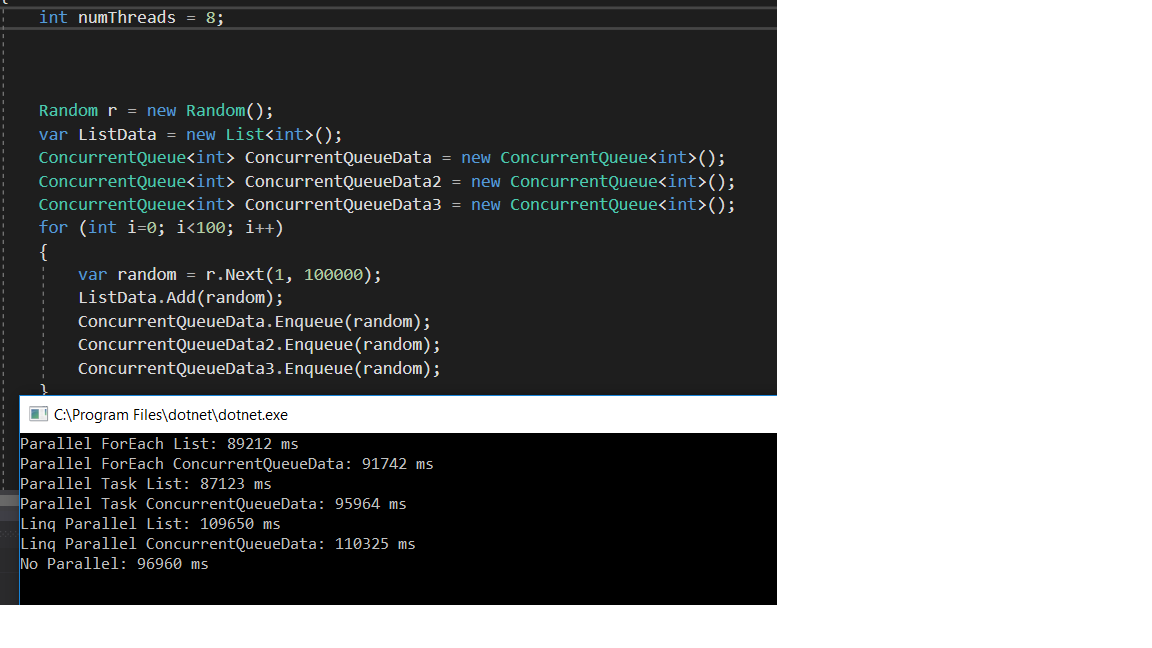 int numThreads = 8;
Random r = new Random();
var ListData = new List<int>();
ConcurrentQueue<int> ConcurrentQueueData = new ConcurrentQueue<int>();
ConcurrentQueue<int> ConcurrentQueueData2 = new ConcurrentQueue<int>();
ConcurrentQueue<int> ConcurrentQueueData3 = new ConcurrentQueue<int>();
for (int i=0; i<100; i++)
{
var random = r.Next(1, 100000);
ListData.Add(random);
ConcurrentQueueData.Enqueue(random);
ConcurrentQueueData2.Enqueue(random);
ConcurrentQueueData3.Enqueue(random);
}
C:\Program Files\dotnet\dotnet.exe
Parallel ForEach List: 89212 ms
Parallel ForEach ConcurrentQueueData: 91742 ms
Parallel Task List: 87123 ms
Parallel Task ConcurrentQueueData: 95964 ms
Linq Parallel List: 109650 ms
Linq Parallel ConcurrentQueueData: 110325 ms
No Parallel: 96960 ms